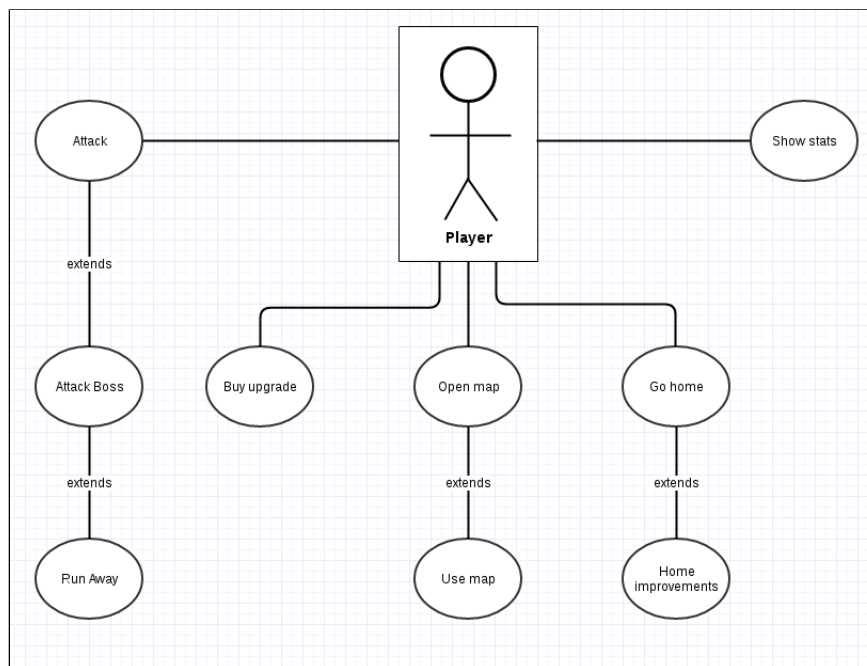 Attack
Show stats
Player
extends
Attack Boss
Buy upgrade
Open map
Go home
extends
extends
extends
Run Away
Use map
Home
improvements